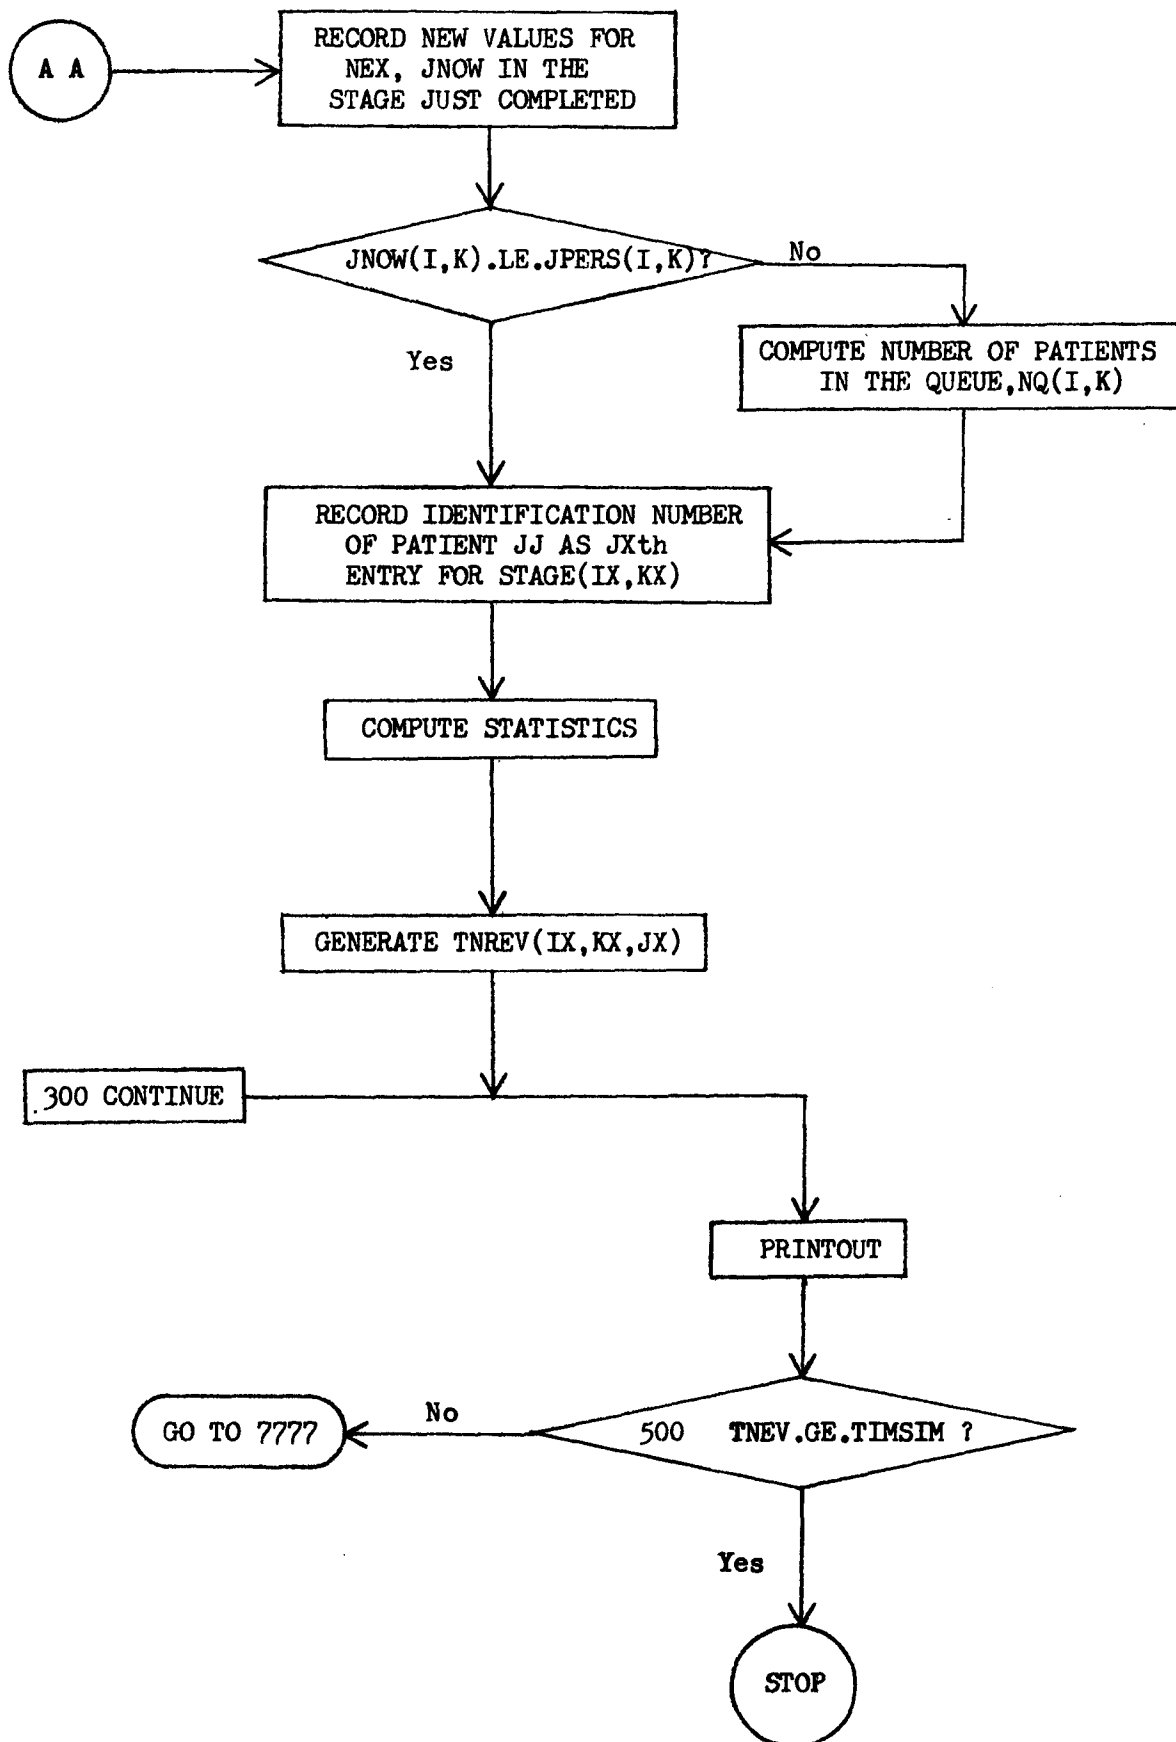 A A
RECORD NEW VALUES FOR
NEX, JNOW IN THE
STAGE JUST COMPLETED
JNOW(I,K).LE.JPERS(I,K)?
No
COMPUTE NUMBER OF PATIENTS
IN THE QUEUE,NQ(I,K)
Yes
RECORD IDENTIFICATION NUMBER
OF PATIENT JJ AS JXth
ENTRY FOR STAGE(IX,KX)
COMPUTE STATISTICS
GENERATE TNREV(IX,KX,JX)
300 CONTINUE
PRINTOUT
500 TNEV.GE.TIMSIM ?
No
GO TO 7777
Yes
STOP